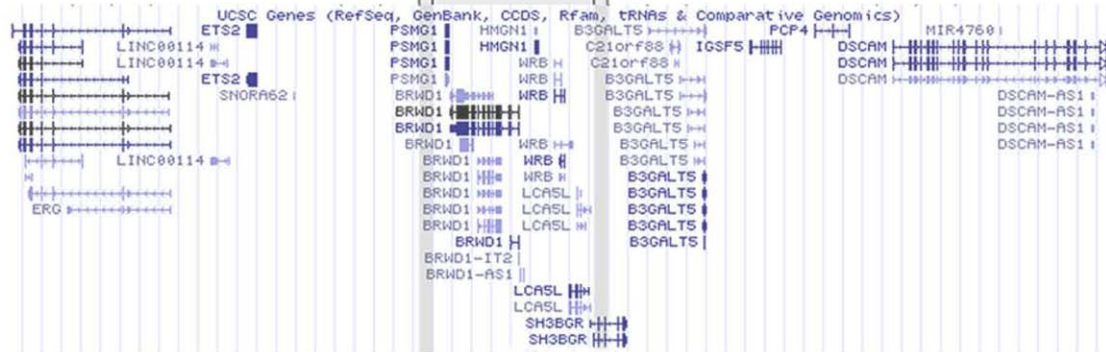 UCSC Genes (RefSeq, GenBank, CCDS, Rfam, tRNAs & Comparative Genomics)
ETS2 PSMG1 HMGN1 B3GALT5 PCP4 MIR4760
LINC00114 PSMG1 HMGN1 C21orf88 IGSF5 DSCAM
LINC00114 PSMG1 WRB C21orf88 DSCAM
ETS2 PSMG1 WRB B3GALT5 DSCAM
SNORA62 BRWD1 WRB B3GALT5 DSCAM-AS1
BRWD1 B3GALT5 DSCAM-AS1
BRWD1 B3GALT5 DSCAM-AS1
BRWD1 WRB B3GALT5 DSCAM-AS1
LINC00114 BRWD1 WRB B3GALT5
BRWD1 WRB B3GALT5
BRWD1 LCA5L B3GALT5
ERG BRWD1 LCA5L B3GALT5
BRWD1 LCA5L B3GALT5
BRWD1 B3GALT5
BRWD1-IT2
BRWD1-AS1
LCA5L
LCA5L
SH3BGR
SH3BGR